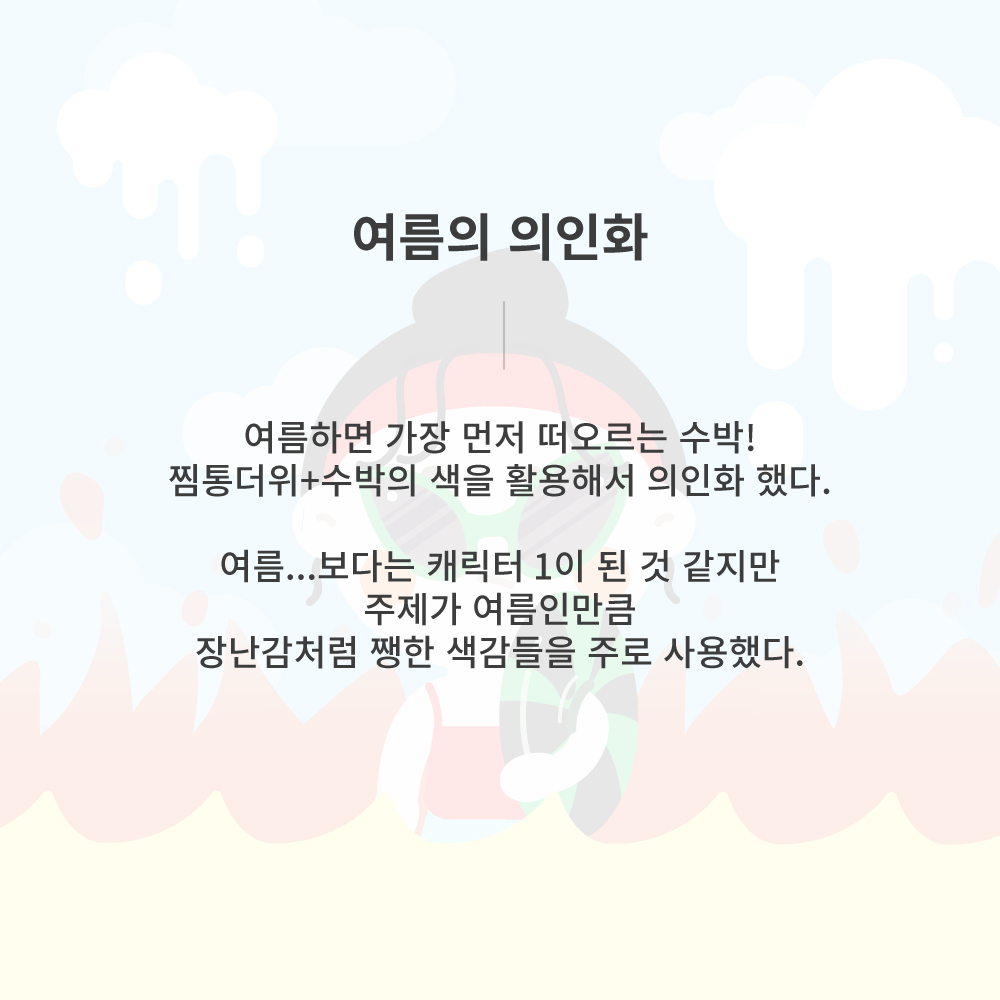 여름의 의인화
여름하면 가장 먼저 떠오르는 수박!
찜통더위+수박의 색을 활용해서 의인화 했다.
여름...보다는 캐릭터 1이 된 것 같지만
주제가 여름인만큼
장난감처럼 쨍한 색감들을 주로 사용했다.